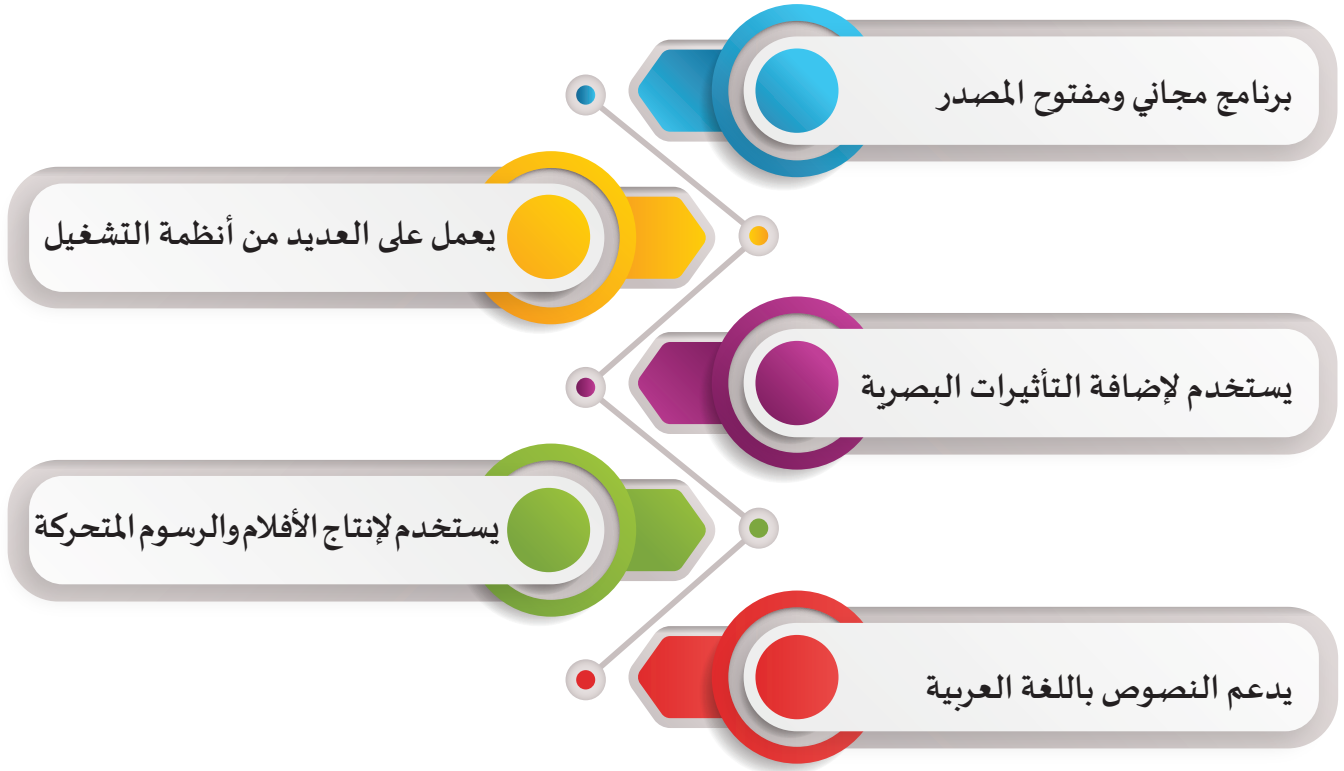 برنامج مجاني ومفتوح المصدر
يعمل على العديد من أنظمة التشغيل
يستخدم لإضافة التأثيرات البصرية
يستخدم لإنتاج الأفلام والرسوم المتحركة
يدعم النصوص باللغة العربية